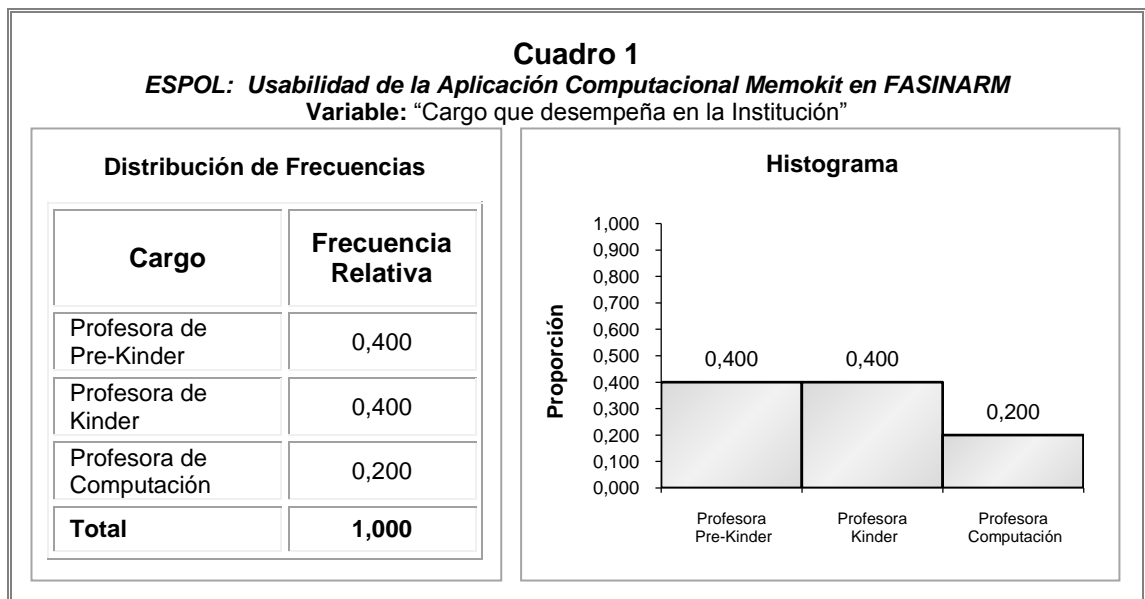 Cuadro 1
ESPOL: Usabilidad de la Aplicación Computacional Memokit en FASINARM
Variable: “Cargo que desempeña en la Institución”
Distribución de Frecuencias
Cargo
Frecuencia
Relativa
Profesora de
Pre-Kinder
0,400
Profesora de
Kinder
0,400
Profesora de
Computación
0,200
Total
1,000
Histograma
Proporción
1,000
0,900
0,800
0,700
0,600
0,500
0,400
0,300
0,200
0,100
0,000
0,400
0,400
0,200
Profesora
Pre-Kinder
Profesora
Kinder
Profesora
Computación